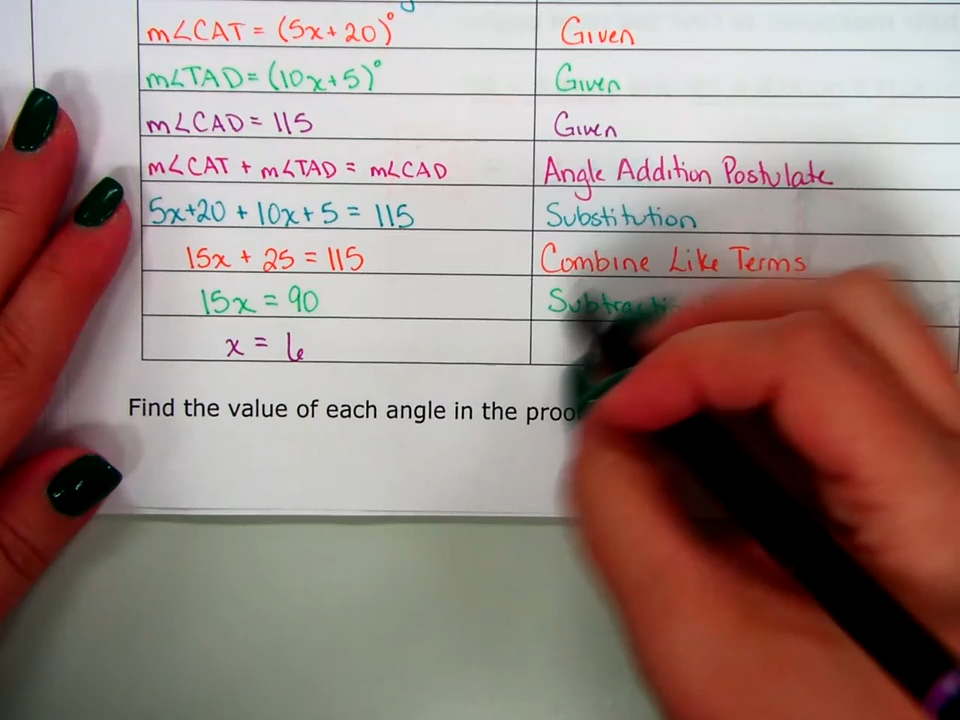 m∠CAT = (5x+20)° Given
m∠TAD = (10x+5)° Given
m∠CAD = 115 Given
m∠CAT + m∠TAD = m∠CAD Angle Addition Postulate
5x+20 + 10x+5 = 115 Substitution
15x + 25 = 115 Combine Like Terms
15x = 90
x = 6
Find the value of each angle in the